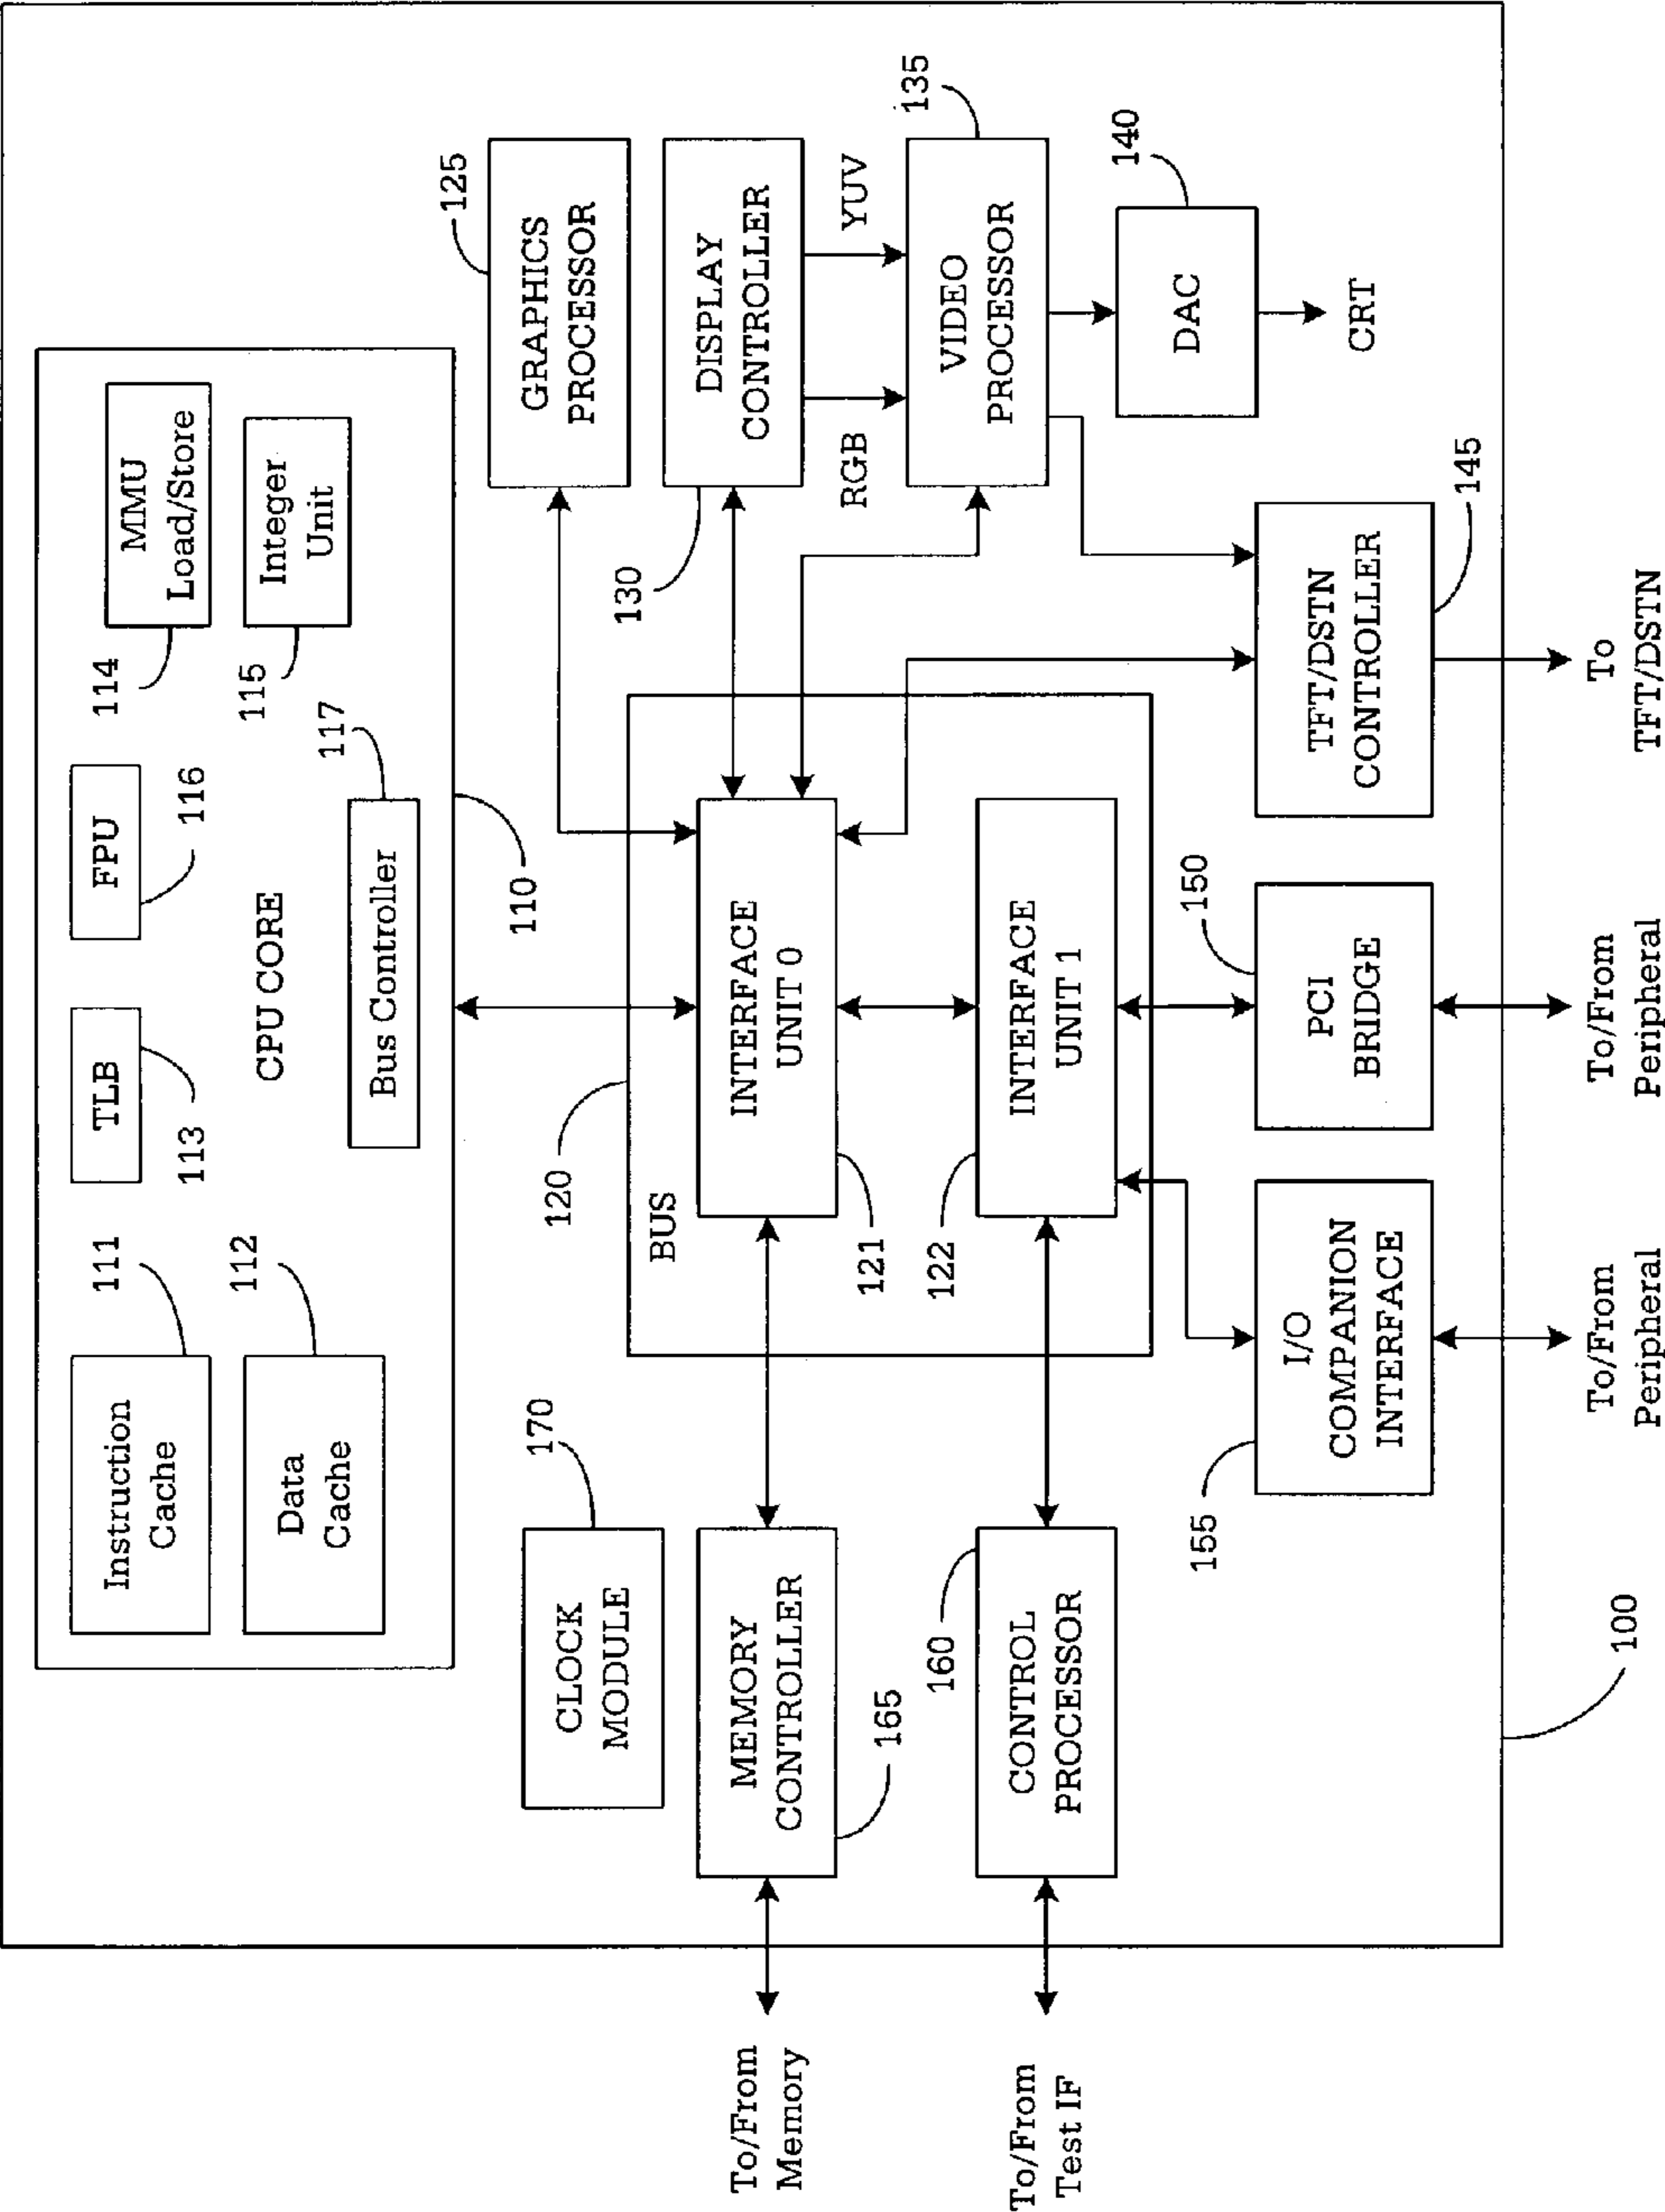 Instruction
Cache
111
Data
Cache
112
TLB
113
FPU
116
MMU
Load/Store
114
Integer
Unit
115
CPU CORE
Bus Controller
117
110
CLOCK
MODULE
170
120
BUS
GRAPHICS
PROCESSOR
125
To/From
Memory
MEMORY
CONTROLLER
165
INTERFACE
UNIT 0
121
130
DISPLAY
CONTROLLER
RGB
YUV
To/From
Test IF
CONTROL
PROCESSOR
160
INTERFACE
UNIT 1
122
VIDEO
PROCESSOR
135
DAC
140
CRT
155
I/O
COMPANION
INTERFACE
PCI
BRIDGE
150
TFT/DSTN
CONTROLLER
145
100
To/From
Peripheral
To/From
Peripheral
To
TFT/DSTN